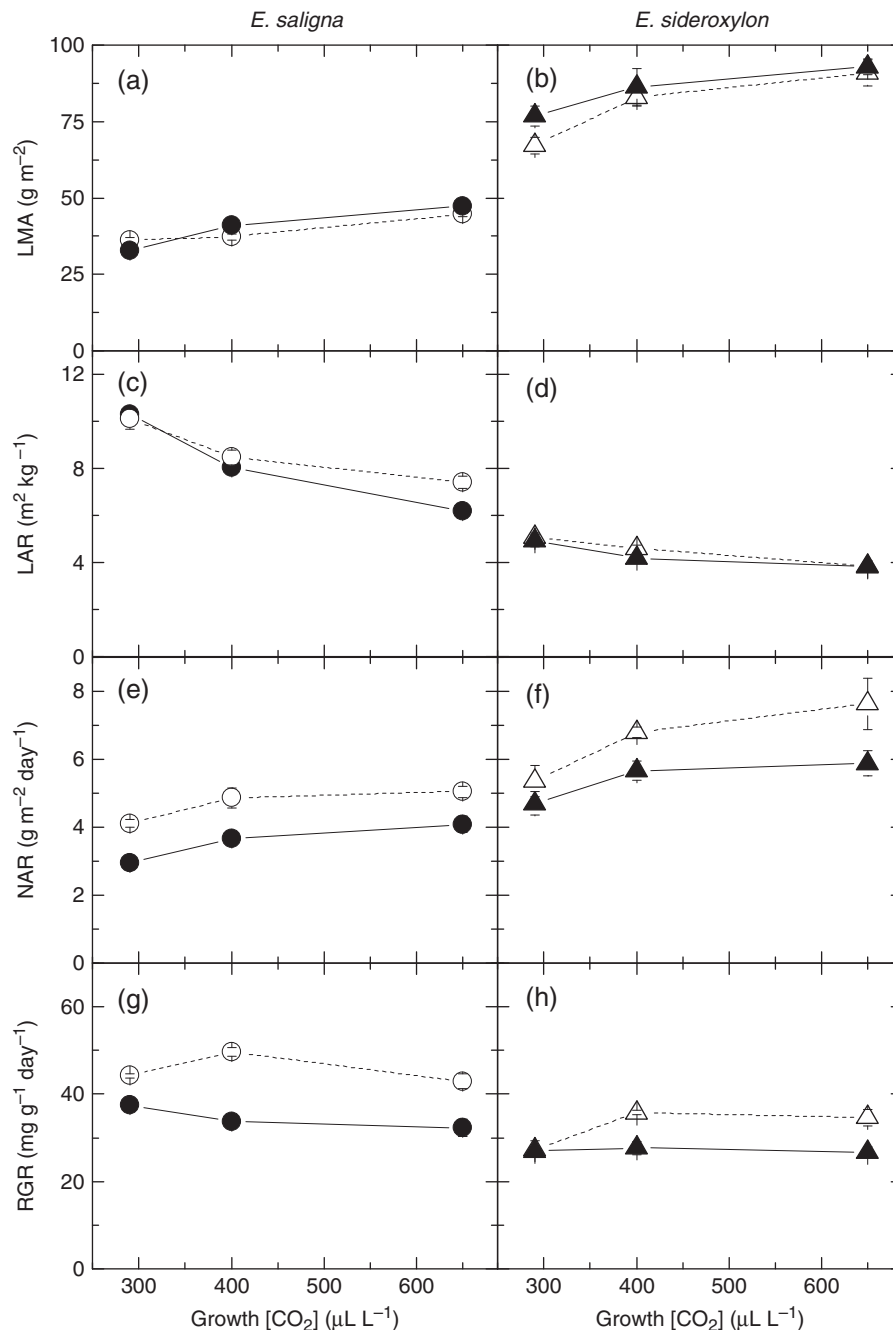 E. saligna
E. sideroxylon
100
75
50
25
0
LMA (g m⁻²)
(a)
(b)
12
8
4
0
LAR (m² kg⁻¹)
(c)
(d)
8
6
4
2
0
NAR (g m⁻² day⁻¹)
(e)
(f)
60
40
20
0
RGR (mg g⁻¹ day⁻¹)
(g)
(h)
300
400
500
600
300
400
500
600
Growth [CO₂] (μL L⁻¹)
Growth [CO₂] (μL L⁻¹)